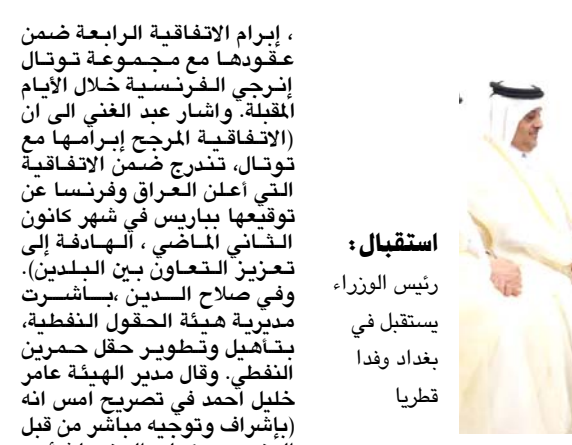 استقبال:
رئيس الوزراء
يستقبل في
بغداد وفدا
قطريا
، إبرام الاتفاقية الرابعة ضمن
عقودها مع مجموعة توتال
إنرجي الفرنسية خلال الأيام
المقبلة. واشار عبد الغني الى ان
(الاتفاقية المرجح إبرامها مع
توتال، تندرج ضمن الاتفاقية
التي أعلن العراق وفرنسا عن
توقيعها بباريس في شهر كانون
الثاني الماضي ، الهادفة إلى
تعزيز التعاون بين البلدين).
وفي صلاح الدين ،باشرت
مديرية هيئة الحقول النفطية،
بتأهيل وتطوير حقل حمرين
النفطي. وقال مدير الهيئة عامر
خليل احمد في تصريح امس انه
(بإشراف وتوجيه مباشر من قبل